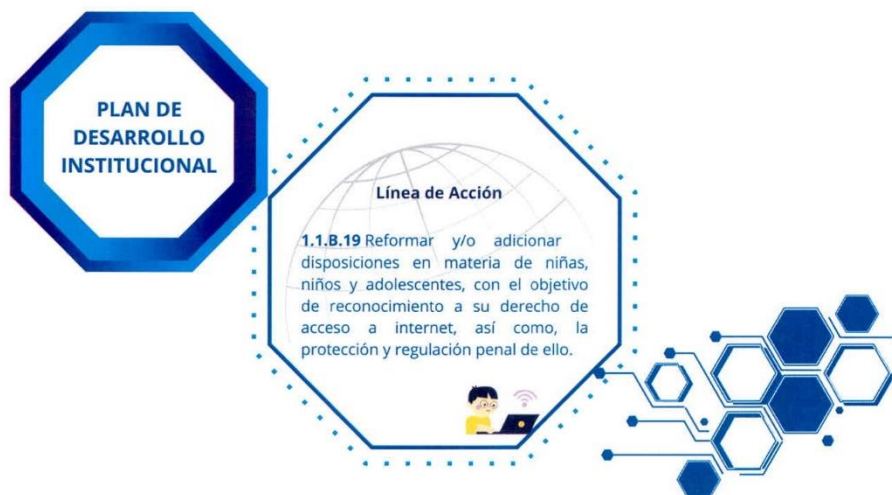 PLAN DE
DESARROLLO
INSTITUCIONAL
Línea de Acción
1.1.B.19 Reformar y/o adicionar
disposiciones en materia de niñas,
niños y adolescentes, con el objetivo
de reconocimiento a su derecho de
acceso a internet, así como, la
protección y regulación penal de ello.